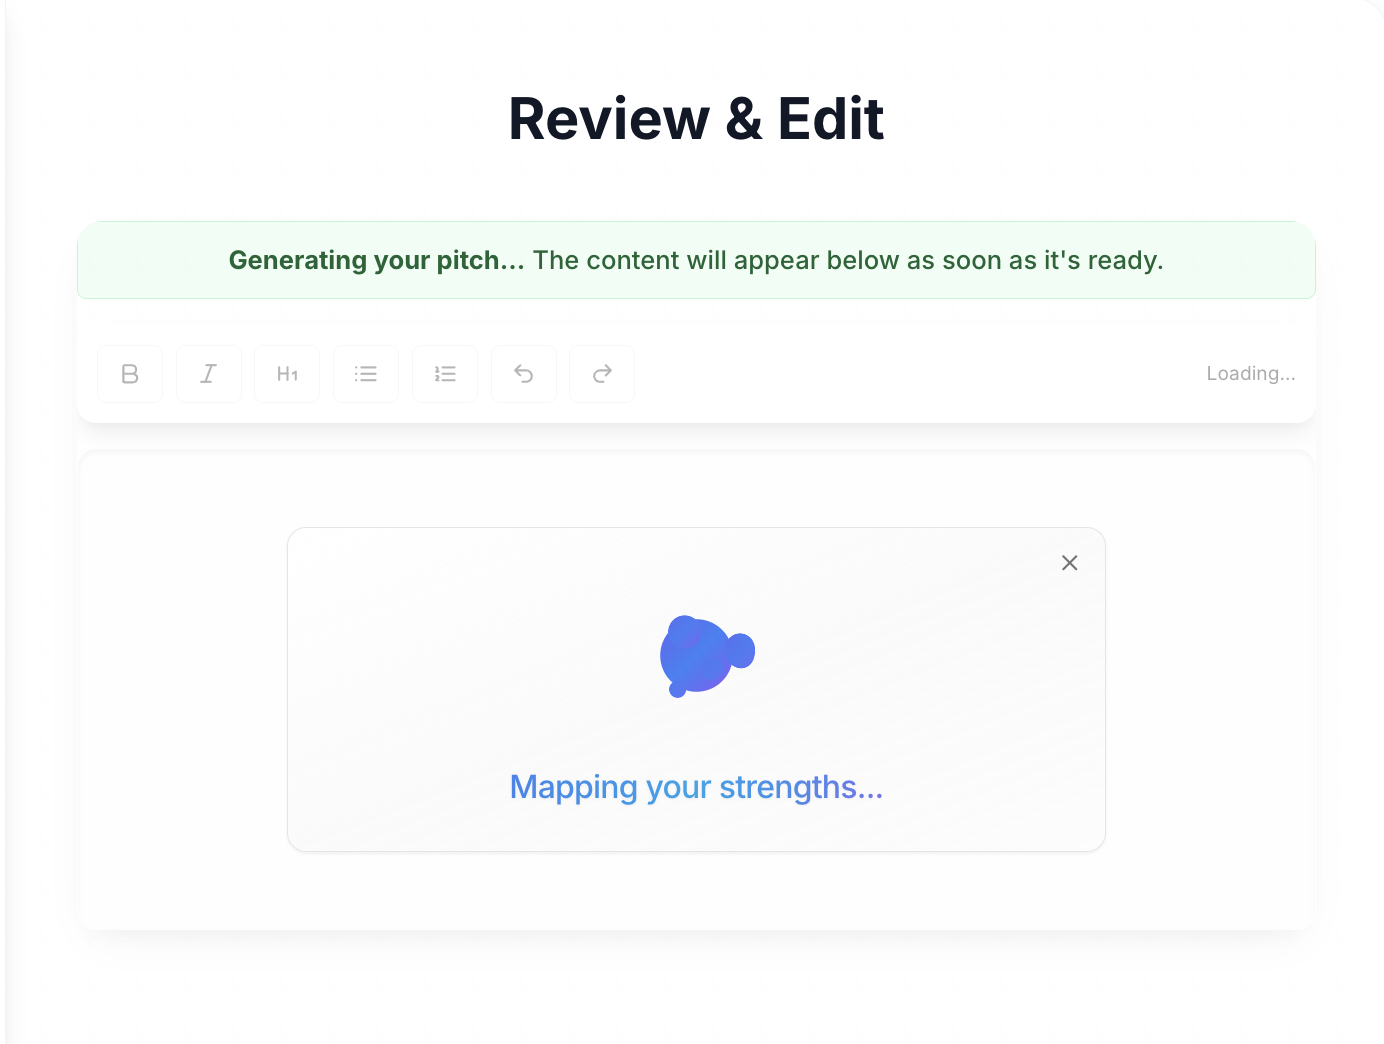 Review & Edit
Generating your pitch... The content will appear below as soon as it's ready.
B I H1 Loading...
Mapping your strengths...